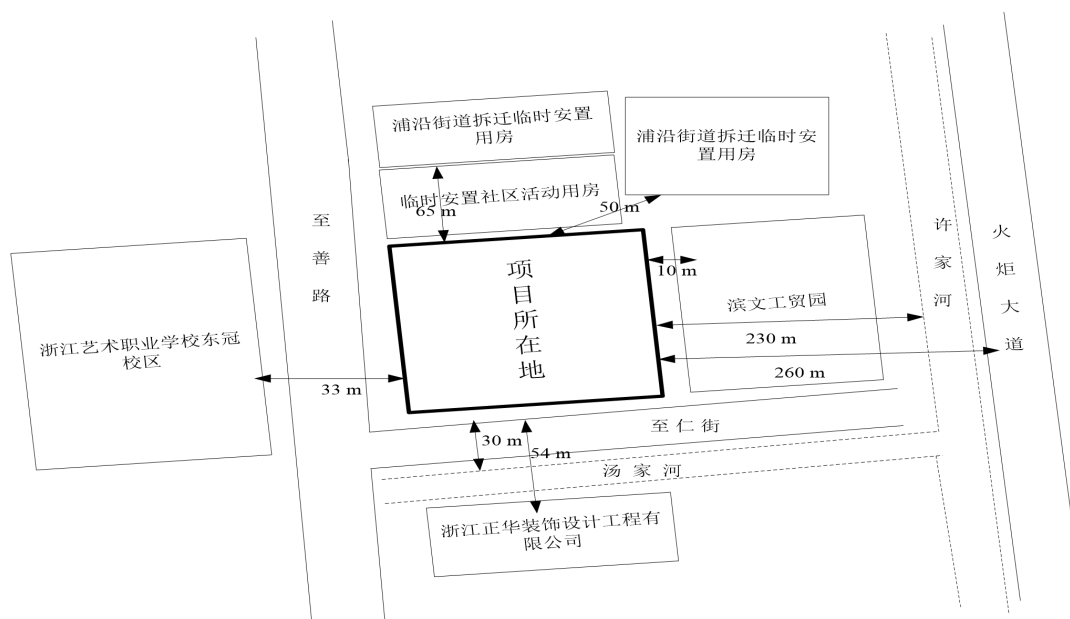 浦沿街道拆迁临时安置
用房
浦沿街道拆迁临时安
置用房
临时安置社区活动用房
65 m
50 m
至善路
许家河
火炬大道
项目所在地
10 m
滨文工贸园
浙江艺术职业学校东冠
校区
230 m
260 m
33 m
至仁街
30 m
54 m
汤家河
浙江正华装饰设计工程有
限公司